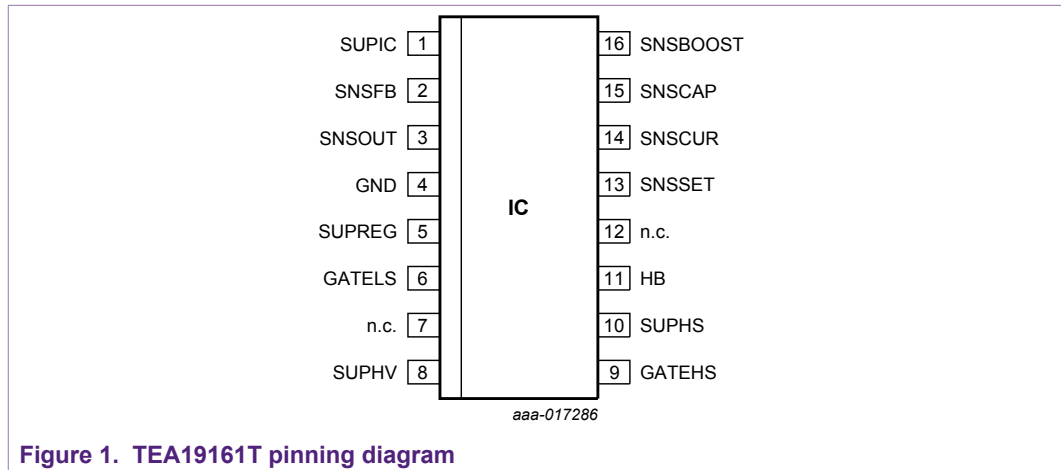 SUPIC 1
SNSFB 2
SNSOUT 3
GND 4
SUPREG 5
GATELS 6
n.c. 7
SUPHV 8
IC
16 SNSBOOST
15 SNSCAP
14 SNSCUR
13 SNSSET
12 n.c.
11 HB
10 SUPHS
9 GATEHS
aaa-017286
Figure 1. TEA19161T pinning diagram